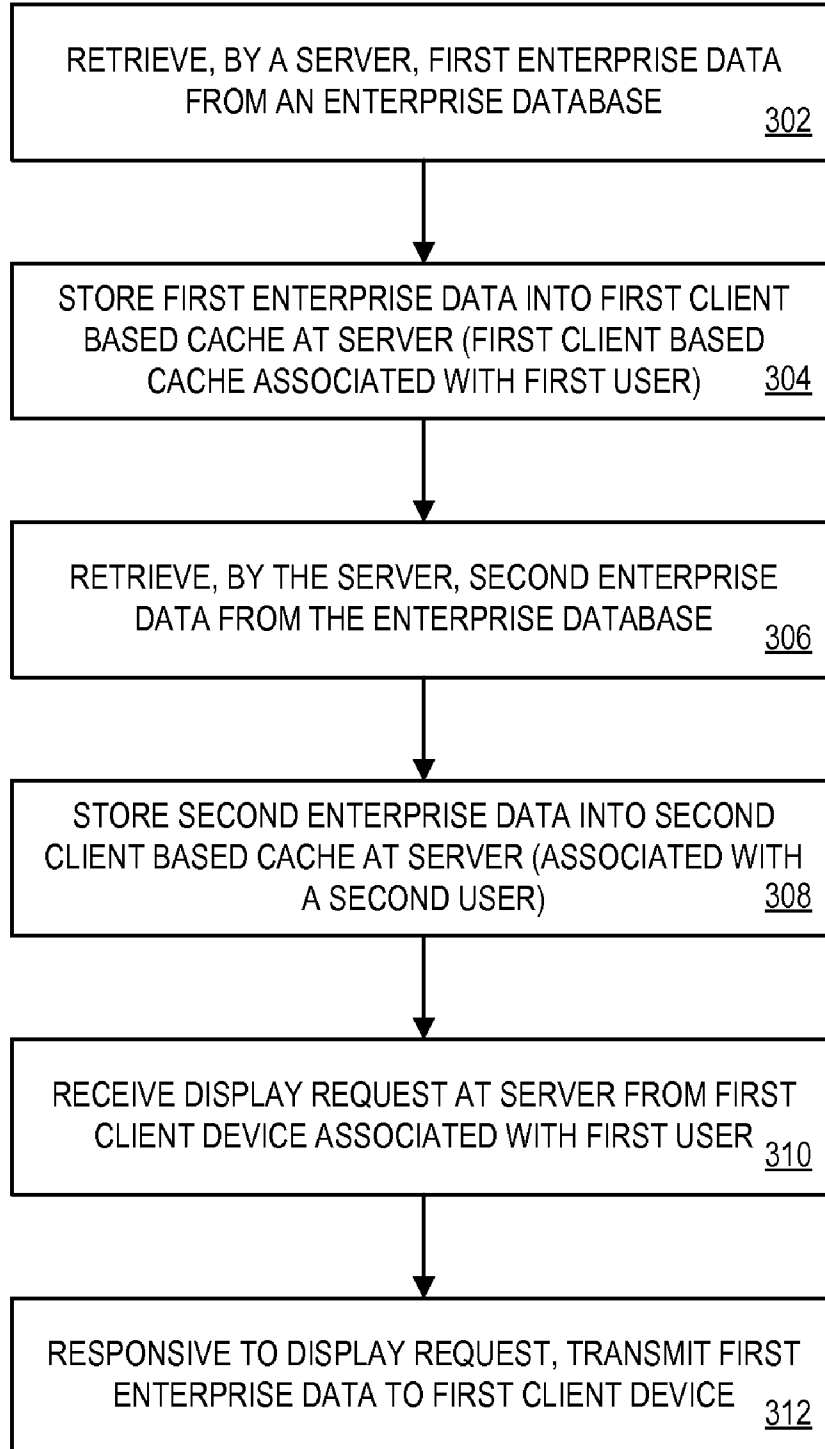 RETRIEVE, BY A SERVER, FIRST ENTERPRISE DATA
FROM AN ENTERPRISE DATABASE
302
STORE FIRST ENTERPRISE DATA INTO FIRST CLIENT
BASED CACHE AT SERVER (FIRST CLIENT BASED
CACHE ASSOCIATED WITH FIRST USER)
304
RETRIEVE, BY THE SERVER, SECOND ENTERPRISE
DATA FROM THE ENTERPRISE DATABASE
306
STORE SECOND ENTERPRISE DATA INTO SECOND
CLIENT BASED CACHE AT SERVER (ASSOCIATED WITH
A SECOND USER)
308
RECEIVE DISPLAY REQUEST AT SERVER FROM FIRST
CLIENT DEVICE ASSOCIATED WITH FIRST USER
310
RESPONSIVE TO DISPLAY REQUEST, TRANSMIT FIRST
ENTERPRISE DATA TO FIRST CLIENT DEVICE
312